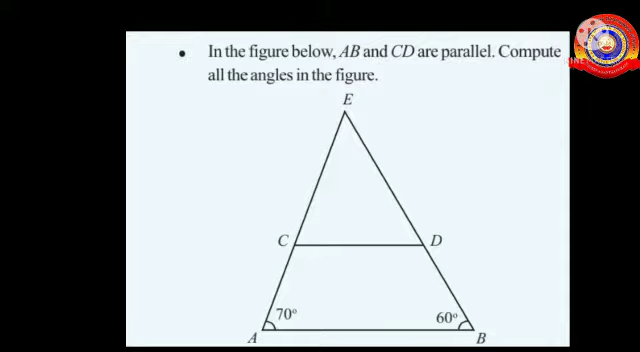 • In the figure below, AB and CD are parallel. Compute
all the angles in the figure.
E
C
D
70°
60°
A
B